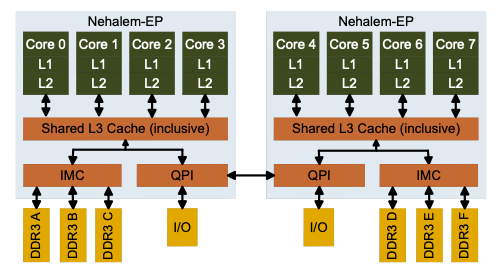 Nehalem-EP
Core 0 Core 1 Core 2 Core 3
L1 L1 L1 L1
L2 L2 L2 L2
Shared L3 Cache (inclusive)
IMC QPI
DDR3 A DDR3 B DDR3 C I/O
Nehalem-EP
Core 4 Core 5 Core 6 Core 7
L1 L1 L1 L1
L2 L2 L2 L2
Shared L3 Cache (inclusive)
QPI IMC
I/O DDR3 D DDR3 E DDR3 F